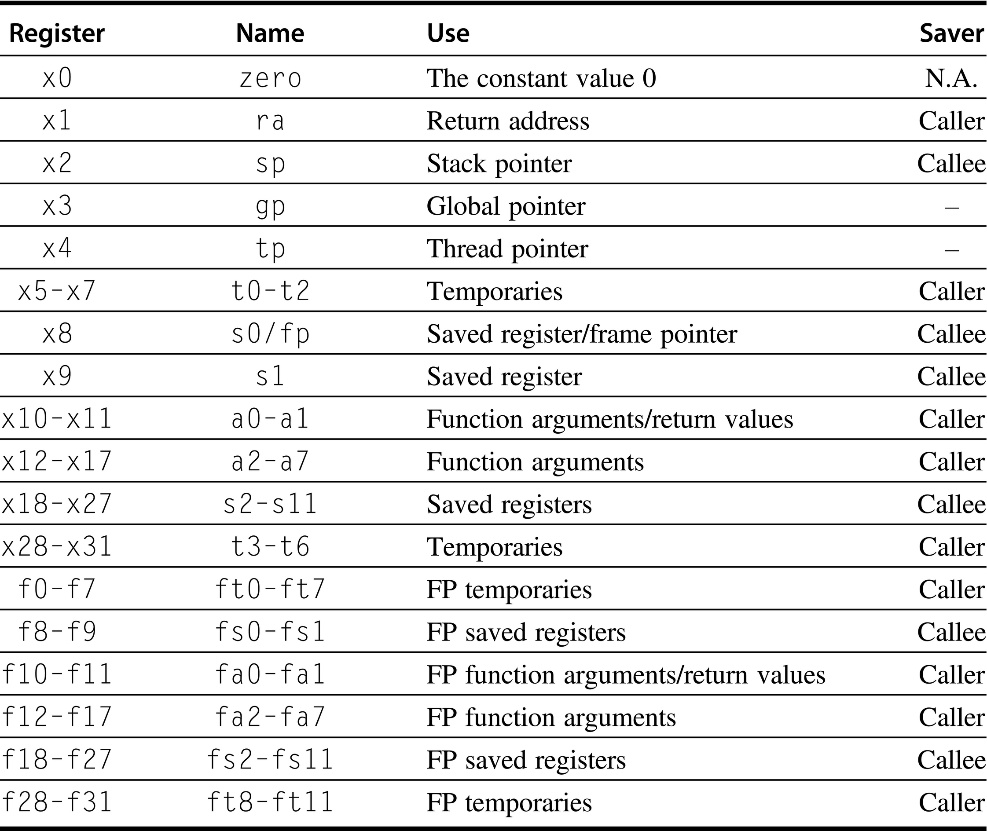 Register Name Use Saver
x0 zero The constant value 0 N.A.
x1 ra Return address Caller
x2 sp Stack pointer Callee
x3 gp Global pointer –
x4 tp Thread pointer –
x5-x7 t0-t2 Temporaries Caller
x8 s0/fp Saved register/frame pointer Callee
x9 s1 Saved register Callee
x10-x11 a0-a1 Function arguments/return values Caller
x12-x17 a2-a7 Function arguments Caller
x18-x27 s2-s11 Saved registers Callee
x28-x31 t3-t6 Temporaries Caller
f0-f7 ft0-ft7 FP temporaries Caller
f8-f9 fs0-fs1 FP saved registers Callee
f10-f11 fa0-fa1 FP function arguments/return values Caller
f12-f17 fa2-fa7 FP function arguments Caller
f18-f27 fs2-fs11 FP saved registers Callee
f28-f31 ft8-ft11 FP temporaries Caller